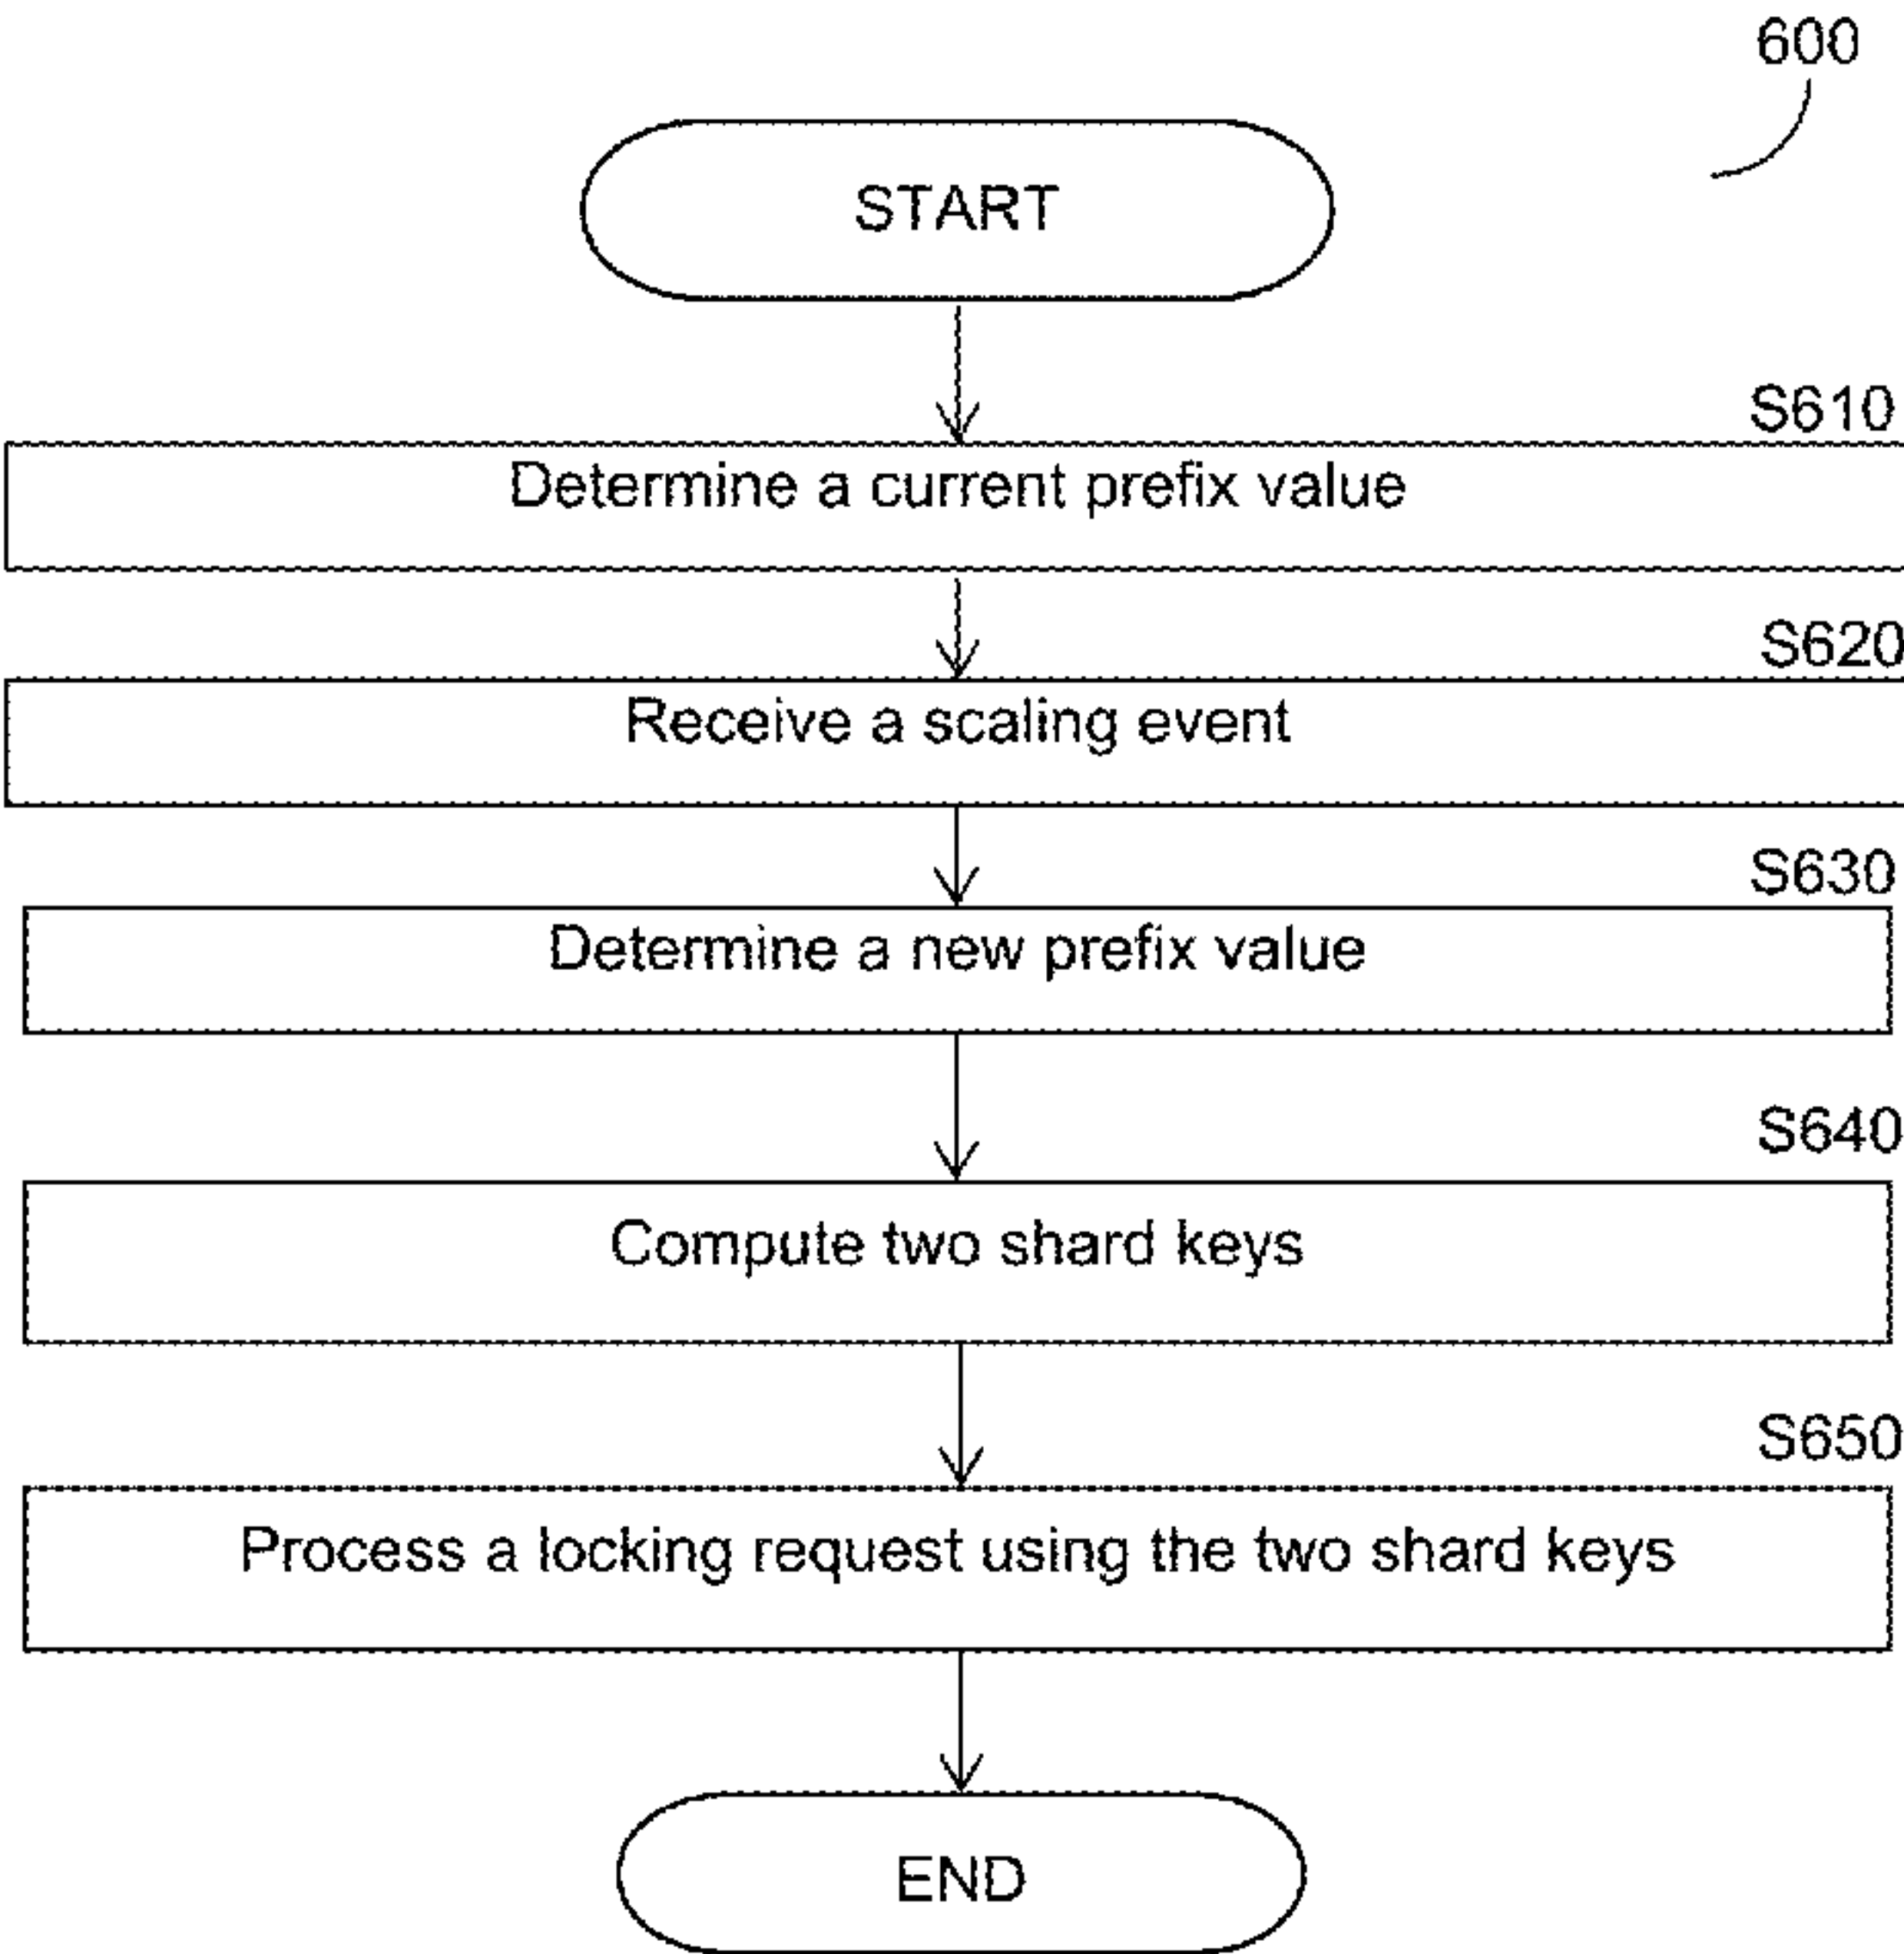 600
START
S610
Determine a current prefix value
S620
Receive a scaling event
S630
Determine a new prefix value
S640
Compute two shard keys
S650
Process a locking request using the two shard keys
END